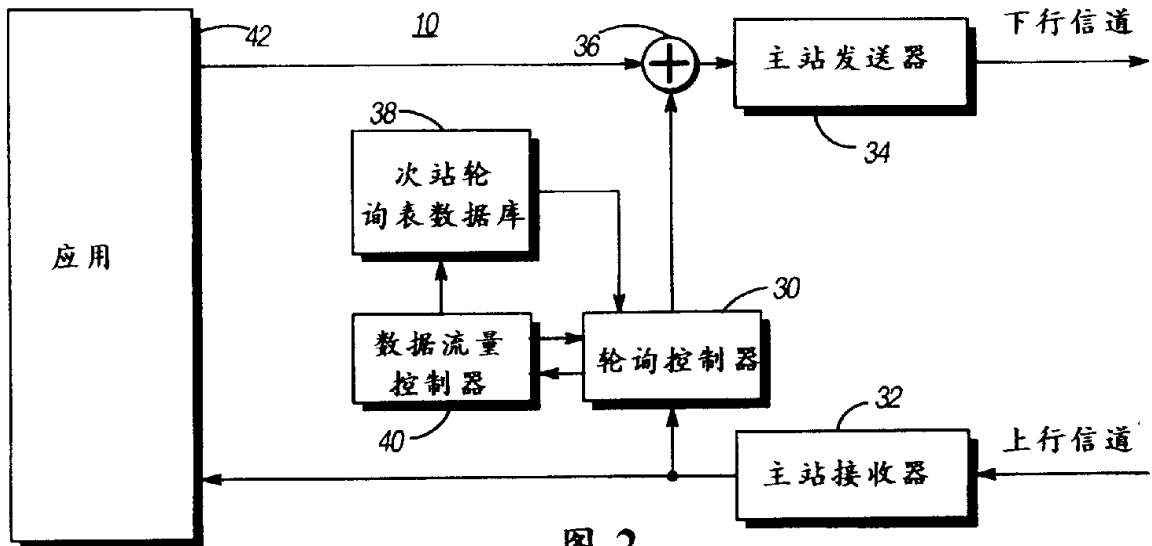 42
10
36
主站发送器
下行信道
34
38
次站轮
询表数据库
应用
数据流量
控制器
40
30
轮询控制器
32
主站接收器
上行信道
图 2